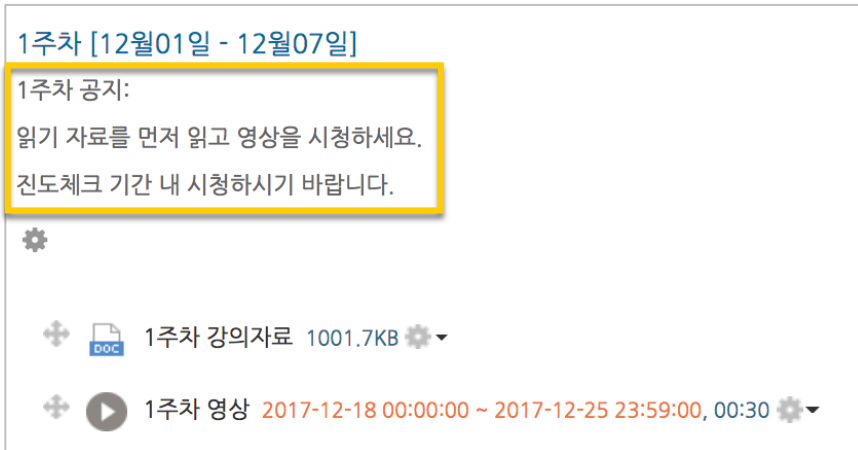 1주차 [12월01일 - 12월07일]
1주차 공지:
읽기 자료를 먼저 읽고 영상을 시청하세요.
진도체크 기간 내 시청하시기 바랍니다.
DOC 1주차 강의자료 1001.7KB
1주차 영상 2017-12-18 00:00:00 ~ 2017-12-25 23:59:00, 00:30